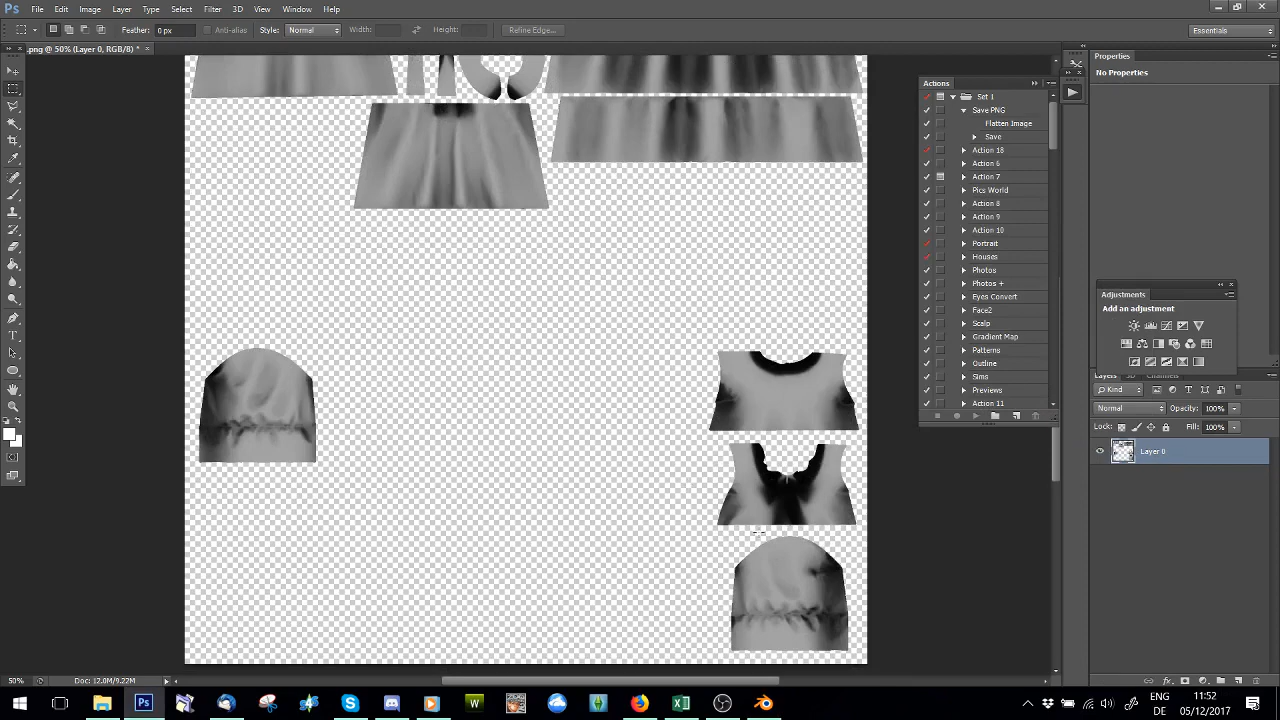 Ps File Edit Image Layer Type Select Filter 3D View Window Help
Feather: 0 px Anti-alias Style: Normal Width: Height: Refine Edge... Essentials
.png @ 50% (Layer 0, RGB/8) * ×
Properties
No Properties
Actions
Set 1
Save PNG
Flatten Image
Save
Action 18
Action 6
Action 7
Pics World
Action 8
Action 9
Action 10
Portrait
Houses
Photos
Photos +
Eyes Convert
Face2
Scalp
Gradient Map
Patterns
Outline
Sims
Previews
Action 11
Adjustments
Add an adjustment
Layers
Kind
Normal Opacity: 100%
Lock: Fill: 100%
Layer 0
50% Doc: 12.0M/9.22M
Ps W ENG 11:52
DE 05/12/2017